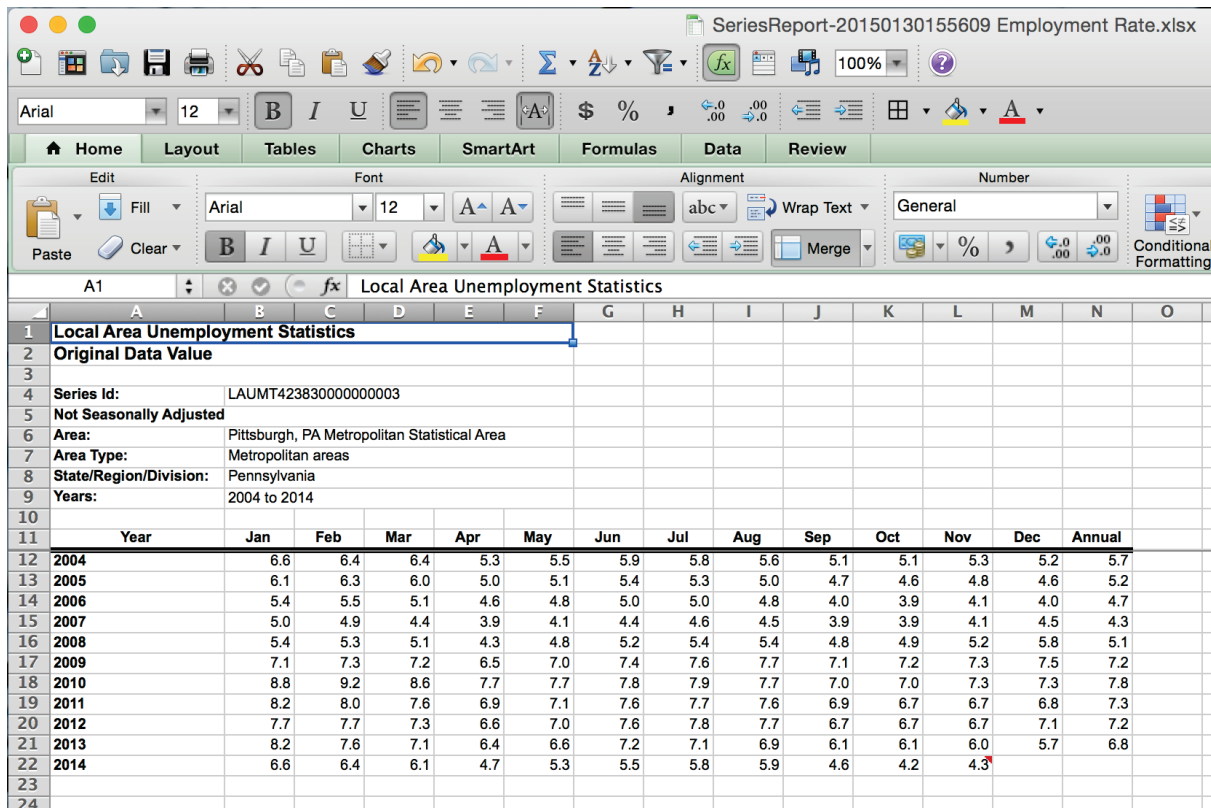 SeriesReport-20150130155609 Employment Rate.xlsx
A Z 100% ?
Arial 12 B I U A $ % , .0 .00 .00 .0 A
Home Layout Tables Charts SmartArt Formulas Data Review
Edit Font Alignment Number
Paste Fill Arial 12 A A abc Wrap Text General
Clear B I U A Merge % , .0 .00 .00 .0 Conditional Formatting
A1 fx Local Area Unemployment Statistics
A B C D E F G H I J K L M N O
1 Local Area Unemployment Statistics
2 Original Data Value
3
4 Series Id: LAUMT423830000000003
5 Not Seasonally Adjusted
6 Area: Pittsburgh, PA Metropolitan Statistical Area
7 Area Type: Metropolitan areas
8 State/Region/Division: Pennsylvania
9 Years: 2004 to 2014
10
11 Year Jan Feb Mar Apr May Jun Jul Aug Sep Oct Nov Dec Annual
12 2004 6.6 6.4 6.4 5.3 5.5 5.9 5.8 5.6 5.1 5.1 5.3 5.2 5.7
13 2005 6.1 6.3 6.0 5.0 5.1 5.4 5.3 5.0 4.7 4.6 4.8 4.6 5.2
14 2006 5.4 5.5 5.1 4.6 4.8 5.0 5.0 4.8 4.0 3.9 4.1 4.0 4.7
15 2007 5.0 4.9 4.4 3.9 4.1 4.4 4.6 4.5 3.9 3.9 4.1 4.5 4.3
16 2008 5.4 5.3 5.1 4.3 4.8 5.2 5.4 5.4 4.8 4.9 5.2 5.8 5.1
17 2009 7.1 7.3 7.2 6.5 7.0 7.4 7.6 7.7 7.1 7.2 7.3 7.5 7.2
18 2010 8.8 9.2 8.6 7.7 7.7 7.8 7.9 7.7 7.0 7.0 7.3 7.3 7.8
19 2011 8.2 8.0 7.6 6.9 7.1 7.6 7.7 7.6 6.9 6.7 6.7 6.8 7.3
20 2012 7.7 7.7 7.3 6.6 7.0 7.6 7.8 7.7 6.7 6.7 6.7 7.1 7.2
21 2013 8.2 7.6 7.1 6.4 6.6 7.2 7.1 6.9 6.1 6.1 6.0 5.7 6.8
22 2014 6.6 6.4 6.1 4.7 5.3 5.5 5.8 5.9 4.6 4.2 4.3
23
24